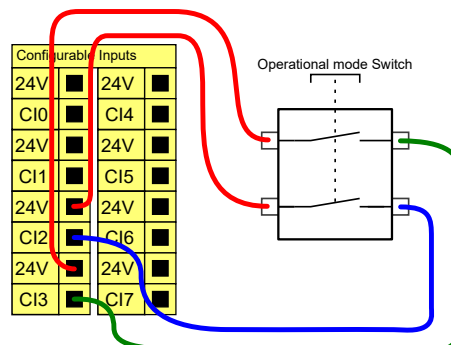 Configurable Inputs
Operational mode Switch
24V 24V
CI0 CI4
24V 24V
CI1 CI5
24V 24V
CI2 CI6
24V 24V
CI3 CI7